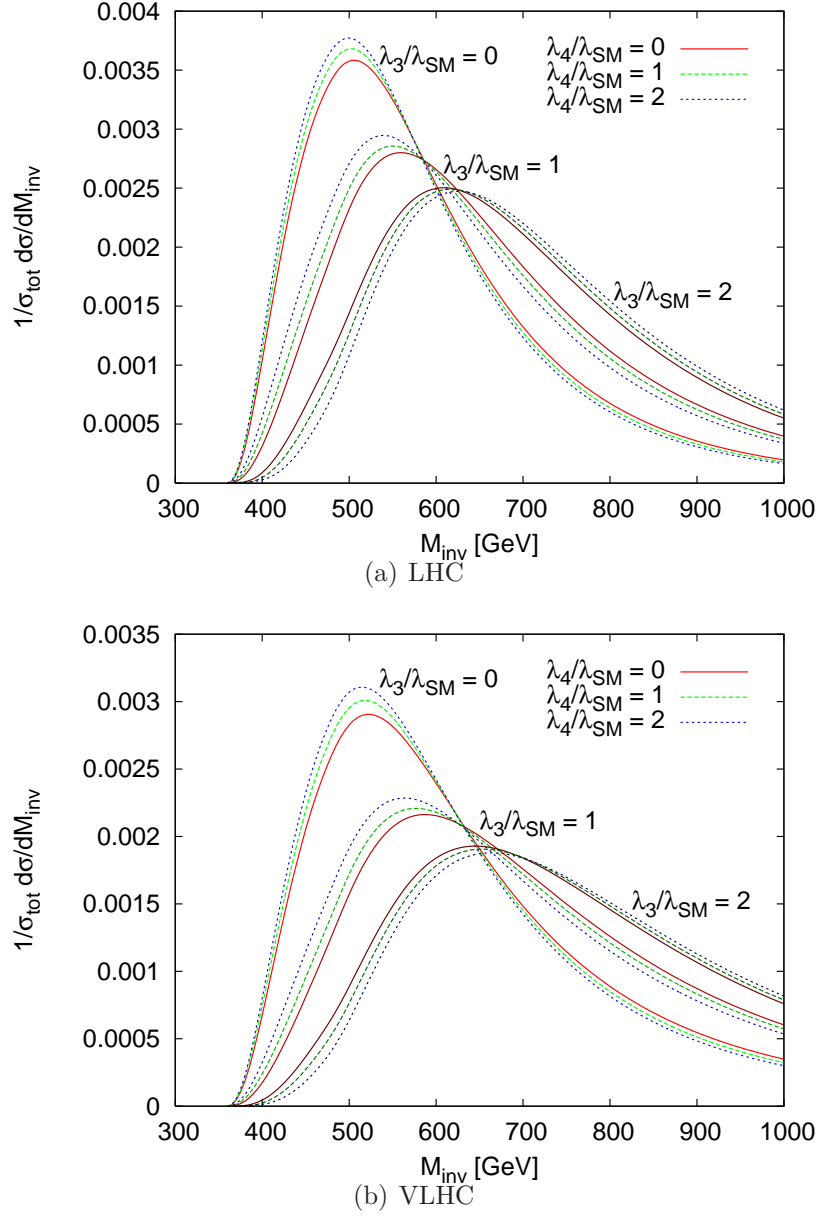 0.004
0.0035
0.003
0.0025
0.002
0.0015
0.001
0.0005
0
1/σtot dσ/dMinv
λ3/λSM = 0
λ3/λSM = 1
λ3/λSM = 2
λ4/λSM = 0
λ4/λSM = 1
λ4/λSM = 2
300 400 500 600 700 800 900 1000
Minv [GeV]
(a) LHC
0.0035
0.003
0.0025
0.002
0.0015
0.001
0.0005
0
1/σtot dσ/dMinv
λ3/λSM = 0
λ3/λSM = 1
λ3/λSM = 2
λ4/λSM = 0
λ4/λSM = 1
λ4/λSM = 2
300 400 500 600 700 800 900 1000
Minv [GeV]
(b) VLHC